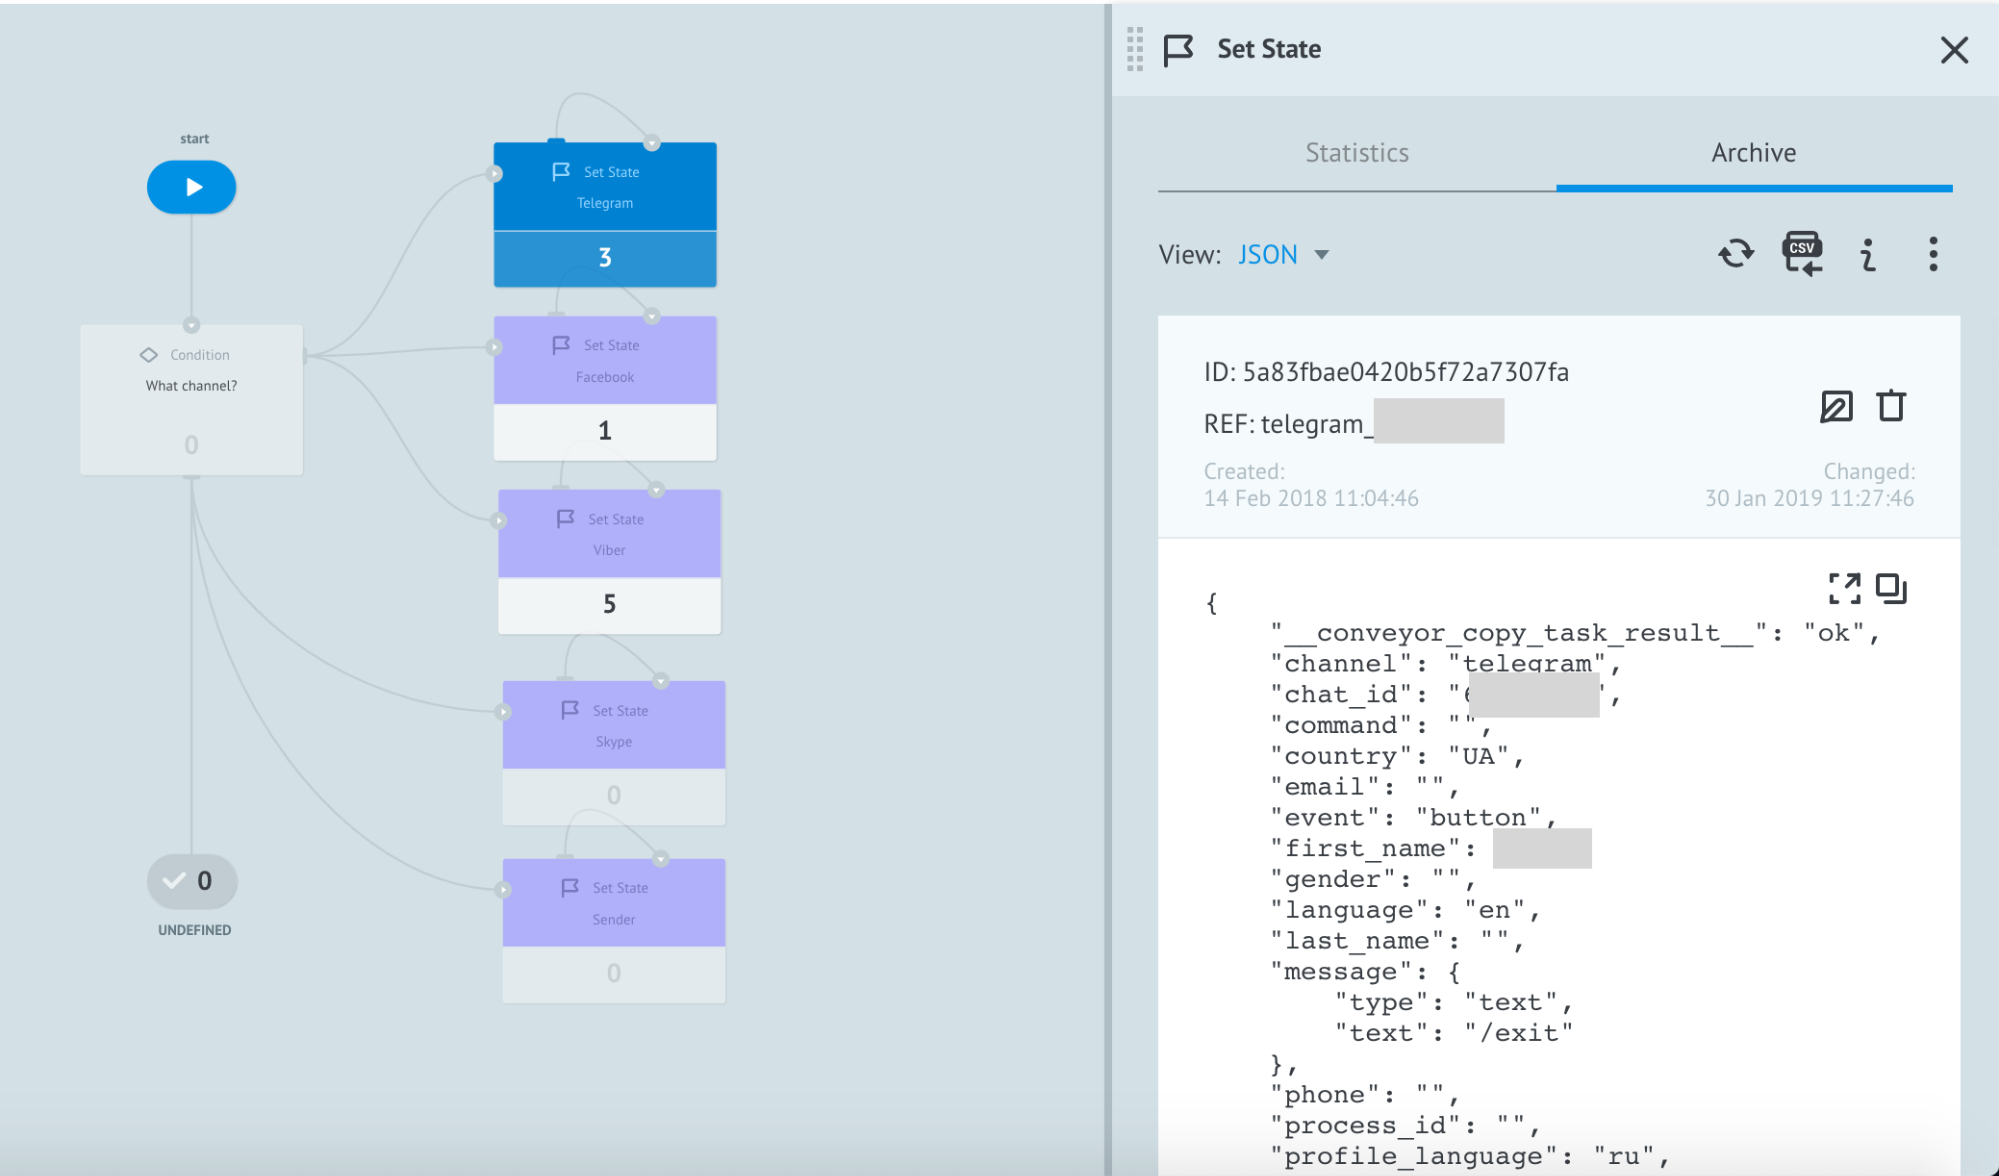 start
Condition
What channel?
0
0
UNDEFINED
Set State
Telegram
3
Set State
Facebook
1
Set State
Viber
5
Set State
Skype
0
Set State
Sender
0
Set State
Statistics
Archive
View: JSON
CSV
ID: 5a83fbae0420b5f72a7307fa
REF: telegram_
Created:
14 Feb 2018 11:04:46
Changed:
30 Jan 2019 11:27:46
{
"__conveyor_copy_task_result__": "ok",
"channel": "telegram",
"chat_id": "6 ",
"command": "",
"country": "UA",
"email": "",
"event": "button",
"first_name":
"gender": "",
"language": "en",
"last_name": "",
"message": {
"type": "text",
"text": "/exit"
},
"phone": "",
"process_id": "",
"profile_language": "ru",